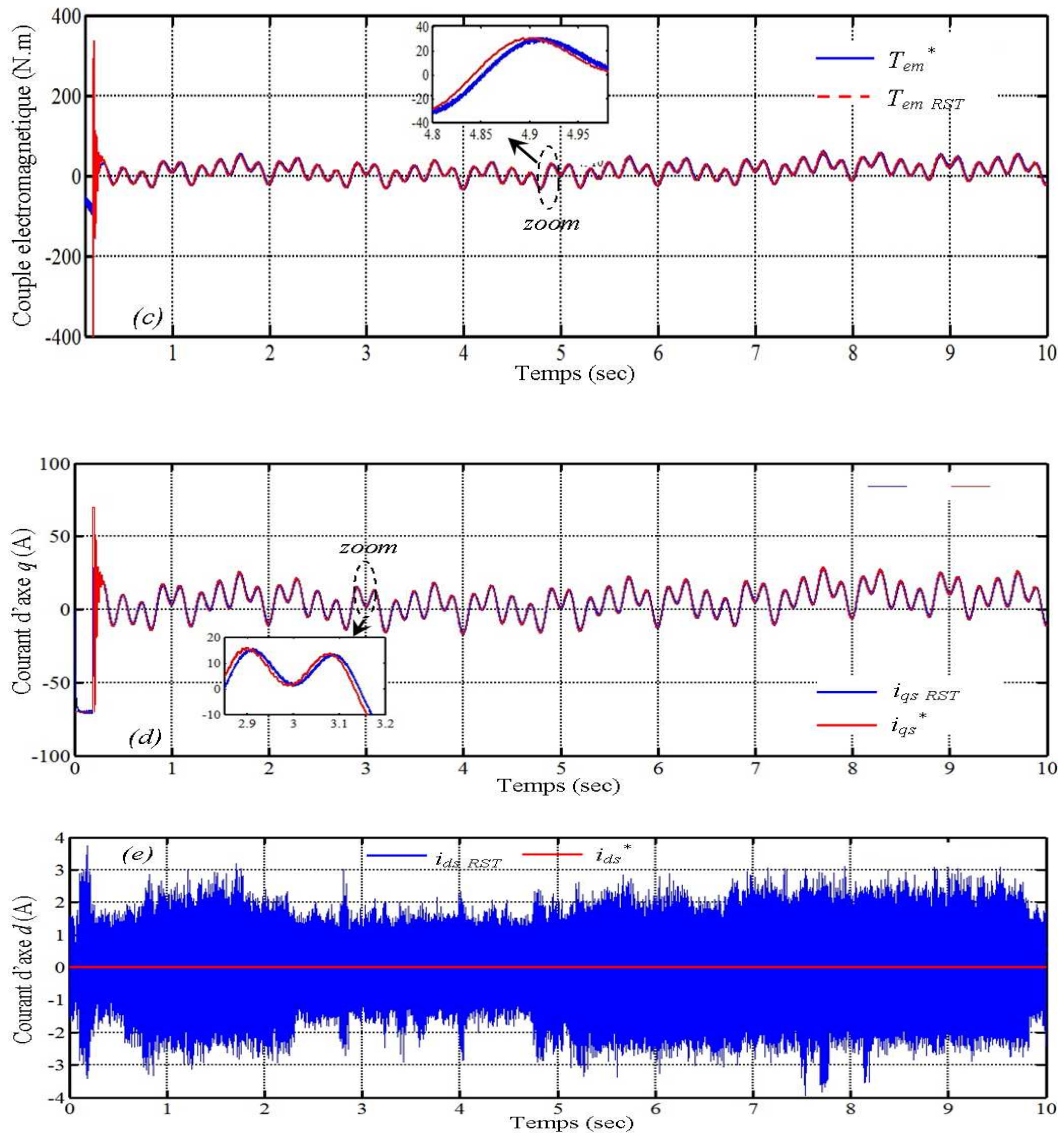 Couple electromagnetique (N.m)
400
200
0
-200
-400
40
20
0
-20
-40
4.8 4.85 4.9 4.95
T_em*
T_em RST
zoom
(c)
1 2 3 4 5 6 7 8 9 10
Temps (sec)
Courant d'axe q (A)
100
50
0
-50
-100
zoom
20
10
0
-10
2.9 3 3.1 3.2
i_qs RST
i_qs*
(d)
0 1 2 3 4 5 6 7 8 9 10
Temps (sec)
Courant d'axe d (A)
4
3
2
1
0
-1
-2
-3
-4
(e)
i_ds RST i_ds*
0 1 2 3 4 5 6 7 8 9 10
Temps (sec)